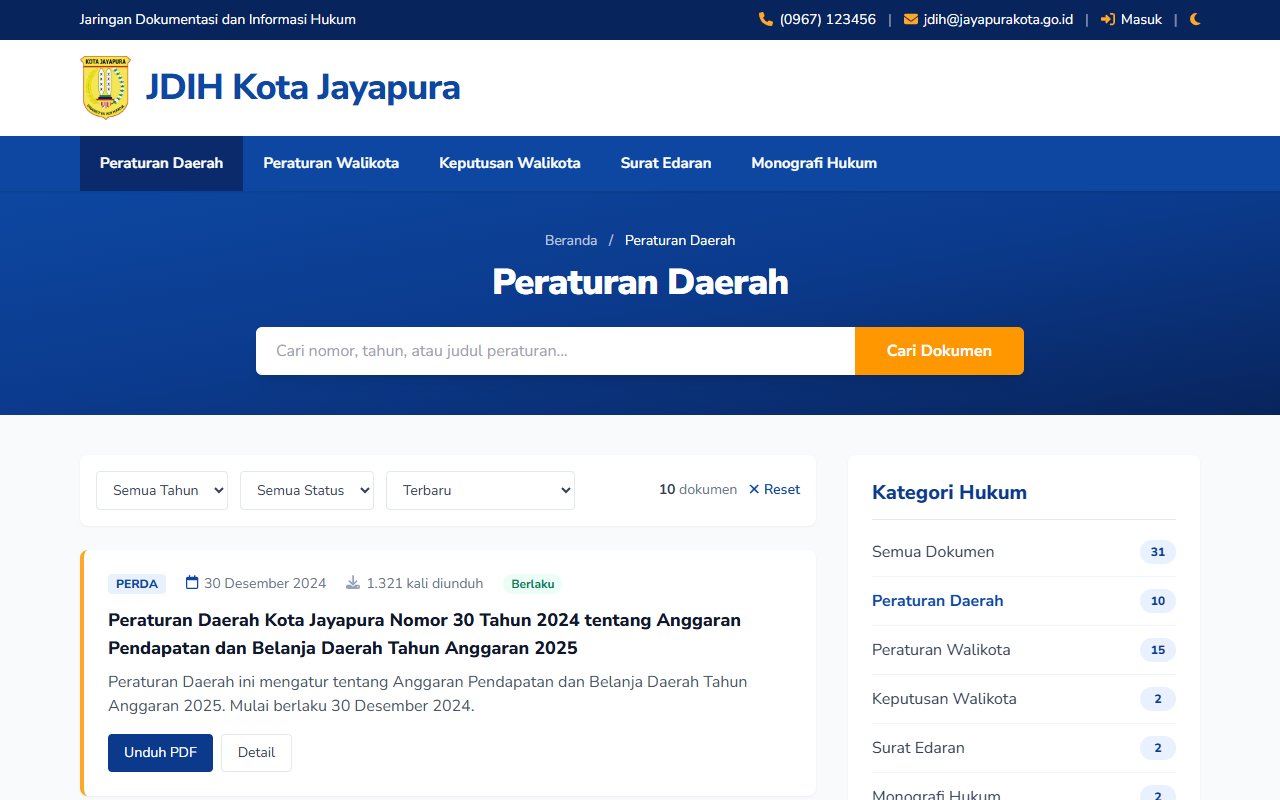 Jaringan Dokumentasi dan Informasi Hukum
(0967) 123456 | jdih@jayapurakota.go.id | Masuk |
KOTA JAYAPURA
JDIH Kota Jayapura
Peraturan Daerah Peraturan Walikota Keputusan Walikota Surat Edaran Monografi Hukum
Beranda / Peraturan Daerah
Peraturan Daerah
Cari nomor, tahun, atau judul peraturan...
Cari Dokumen
Semua Tahun Semua Status Terbaru 10 dokumen ✕ Reset
PERDA 30 Desember 2024 1.321 kali diunduh Berlaku
Peraturan Daerah Kota Jayapura Nomor 30 Tahun 2024 tentang Anggaran
Pendapatan dan Belanja Daerah Tahun Anggaran 2025
Peraturan Daerah ini mengatur tentang Anggaran Pendapatan dan Belanja Daerah Tahun
Anggaran 2025. Mulai berlaku 30 Desember 2024.
Unduh PDF Detail
Kategori Hukum
Semua Dokumen 31
Peraturan Daerah 10
Peraturan Walikota 15
Keputusan Walikota 2
Surat Edaran 2
Monografi Hukum 2